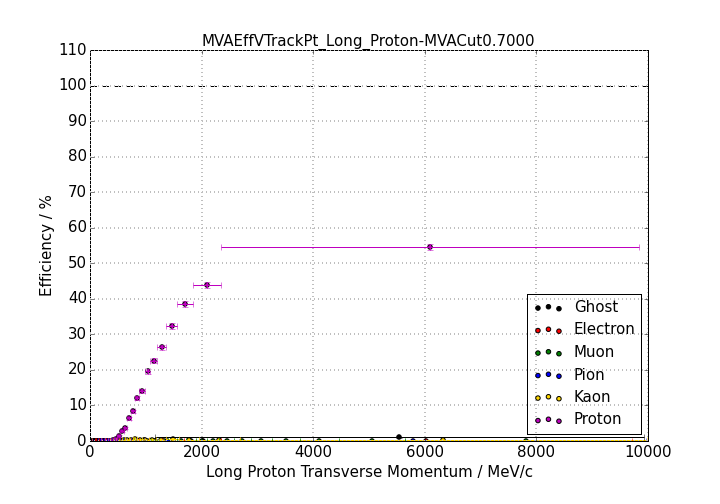 MVAEffVTrackPt_Long_Proton-MVACut0.7000
110
100
90
80
70
60
50
40
30
20
10
0
Efficiency / %
Ghost
Electron
Muon
Pion
Kaon
Proton
0 2000 4000 6000 8000 10000
Long Proton Transverse Momentum / MeV/c